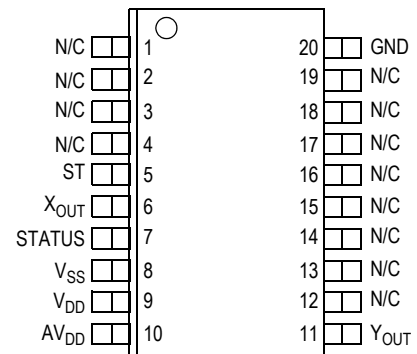 N/C 1 20 GND
N/C 2 19 N/C
N/C 3 18 N/C
N/C 4 17 N/C
ST 5 16 N/C
XOUT 6 15 N/C
STATUS 7 14 N/C
VSS 8 13 N/C
VDD 9 12 N/C
AVDD 10 11 YOUT